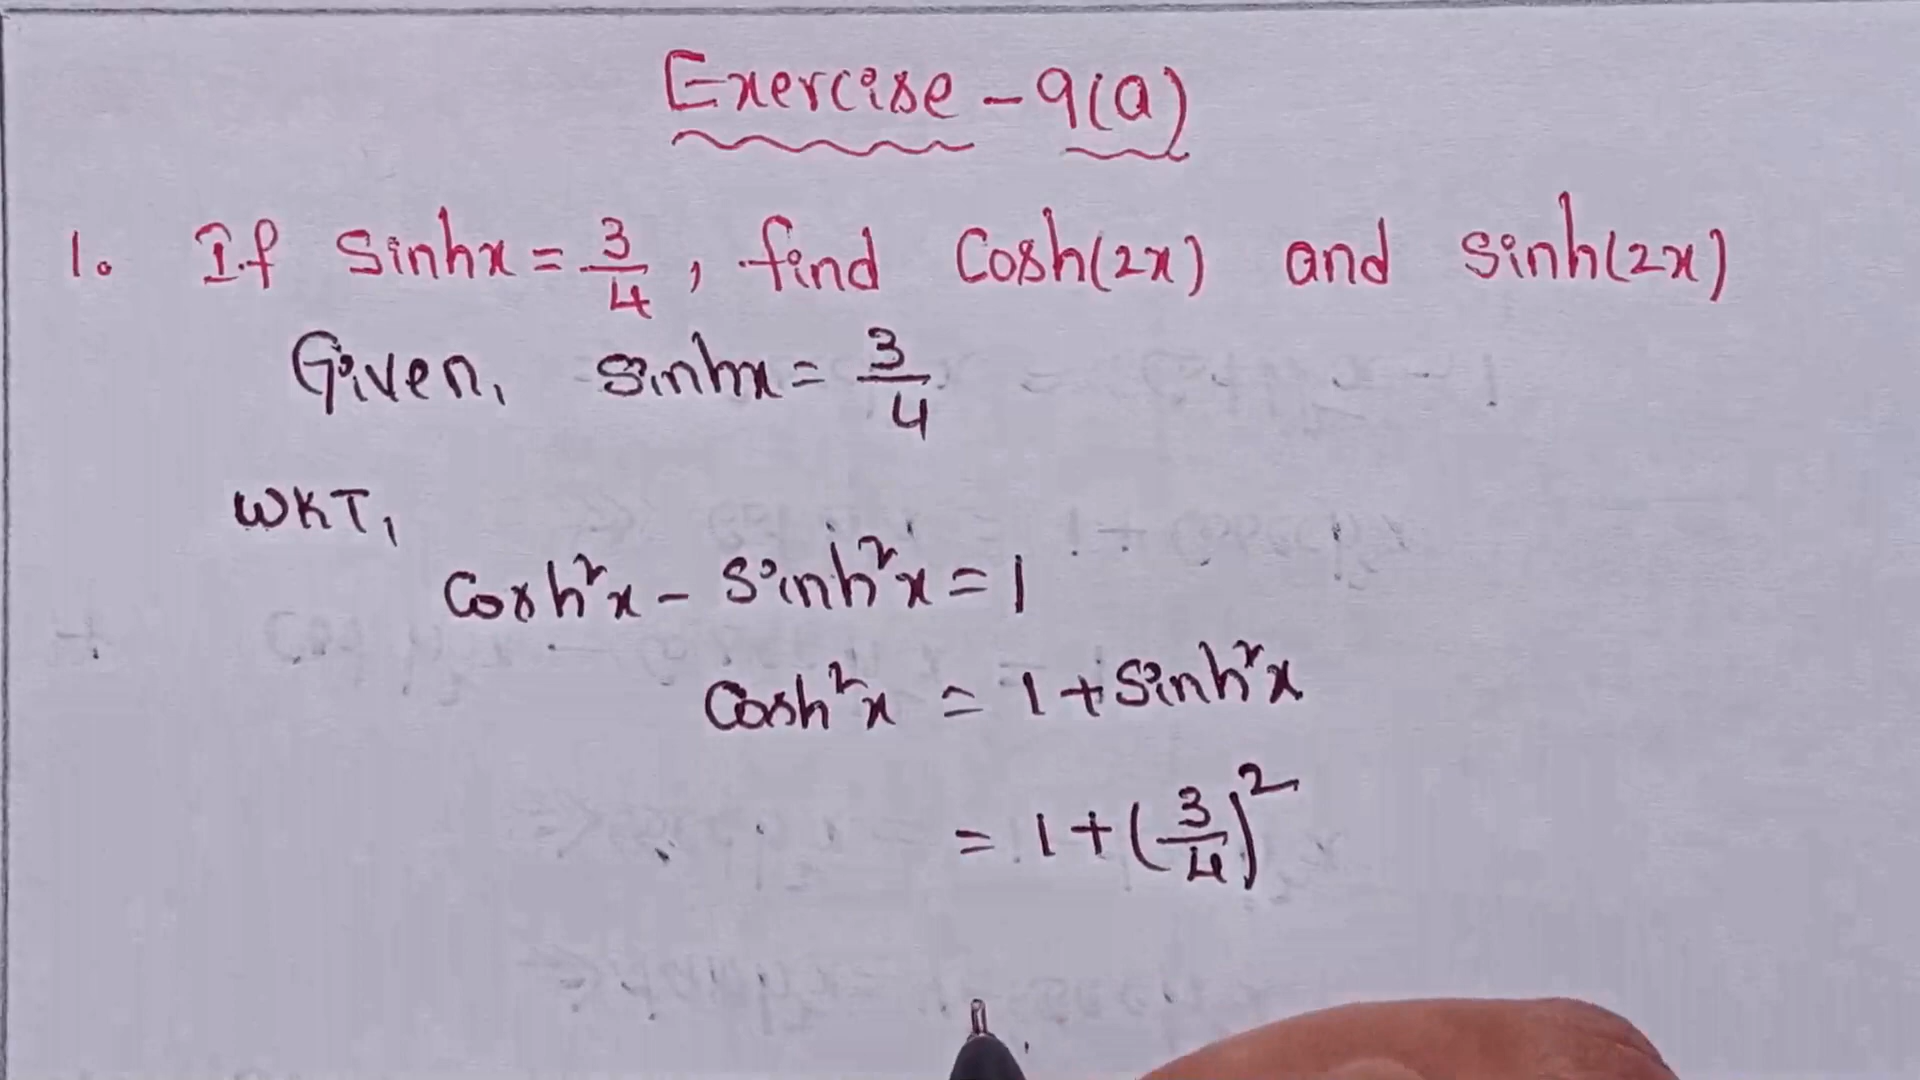 Exercise - 9(a)
1. If Sinhx = 3/4, find Cosh(2x) and Sinh(2x)
Given, Sinhx = 3/4
WKT,
Cosh²x - Sinh²x = 1
Cosh²x = 1 + Sinh²x
= 1 + (3/4)²